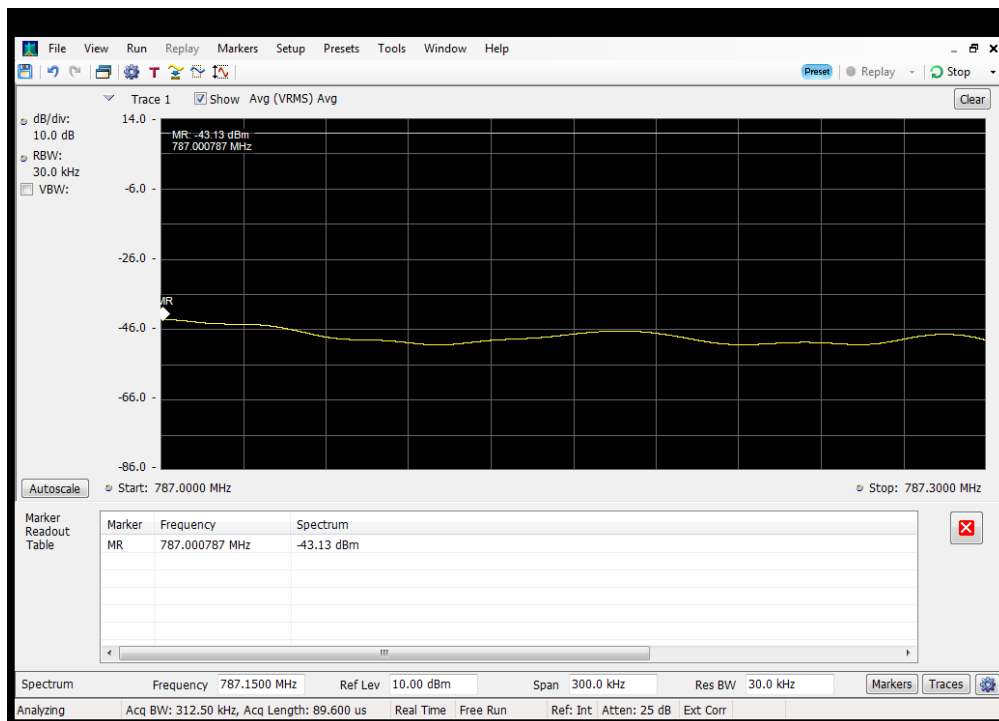 File View Run Replay Markers Setup Presets Tools Window Help
T Preset Replay Stop
Trace 1 Show Avg (VRMS) Avg Clear
dB/div:
10.0 dB
RBW:
30.0 kHz
VBW:
14.0
-6.0
-26.0
-46.0
-66.0
-86.0
MR: -43.13 dBm
787.000787 MHz
MR
Autoscale Start: 787.0000 MHz Stop: 787.3000 MHz
Marker
Readout
Table
Marker Frequency Spectrum
MR 787.000787 MHz -43.13 dBm
Spectrum Frequency 787.1500 MHz Ref Lev 10.00 dBm Span 300.0 kHz Res BW 30.0 kHz Markers Traces
Analyzing Acq BW: 312.50 kHz, Acq Length: 89.600 us Real Time Free Run Ref: Int Atten: 25 dB Ext Corr